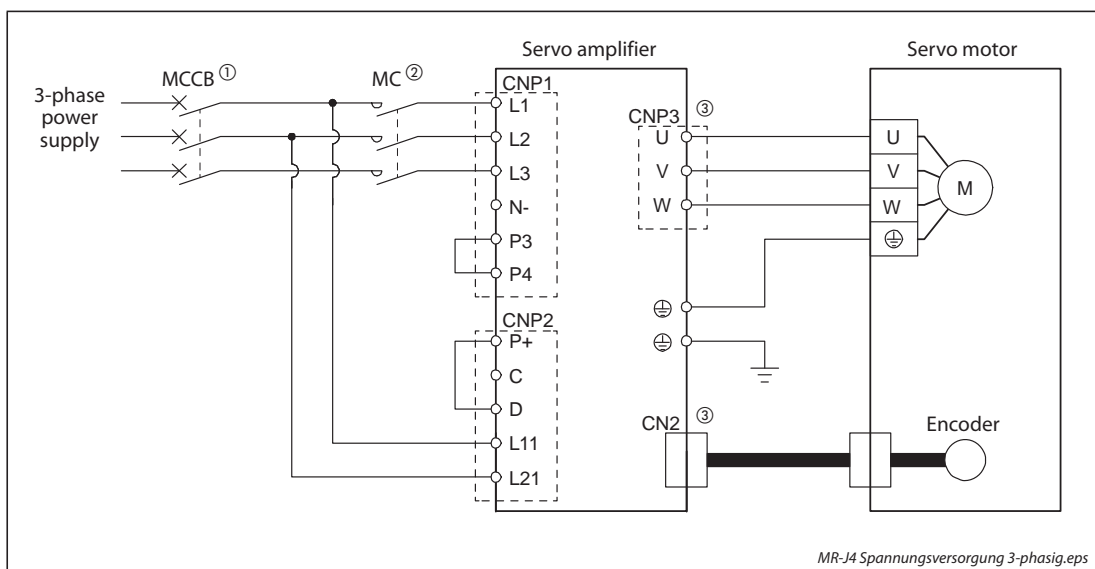 Servo amplifier
Servo motor
MCCB ①
MC ②
CNP1
3-phase
power
supply
L1
L2
L3
N-
P3
P4
CNP3 ③
U
V
W
U
V
W
M
CNP2
P+
C
D
L11
L21
CN2 ③
Encoder
MR-J4 Spannungsversorgung 3-phasig.eps